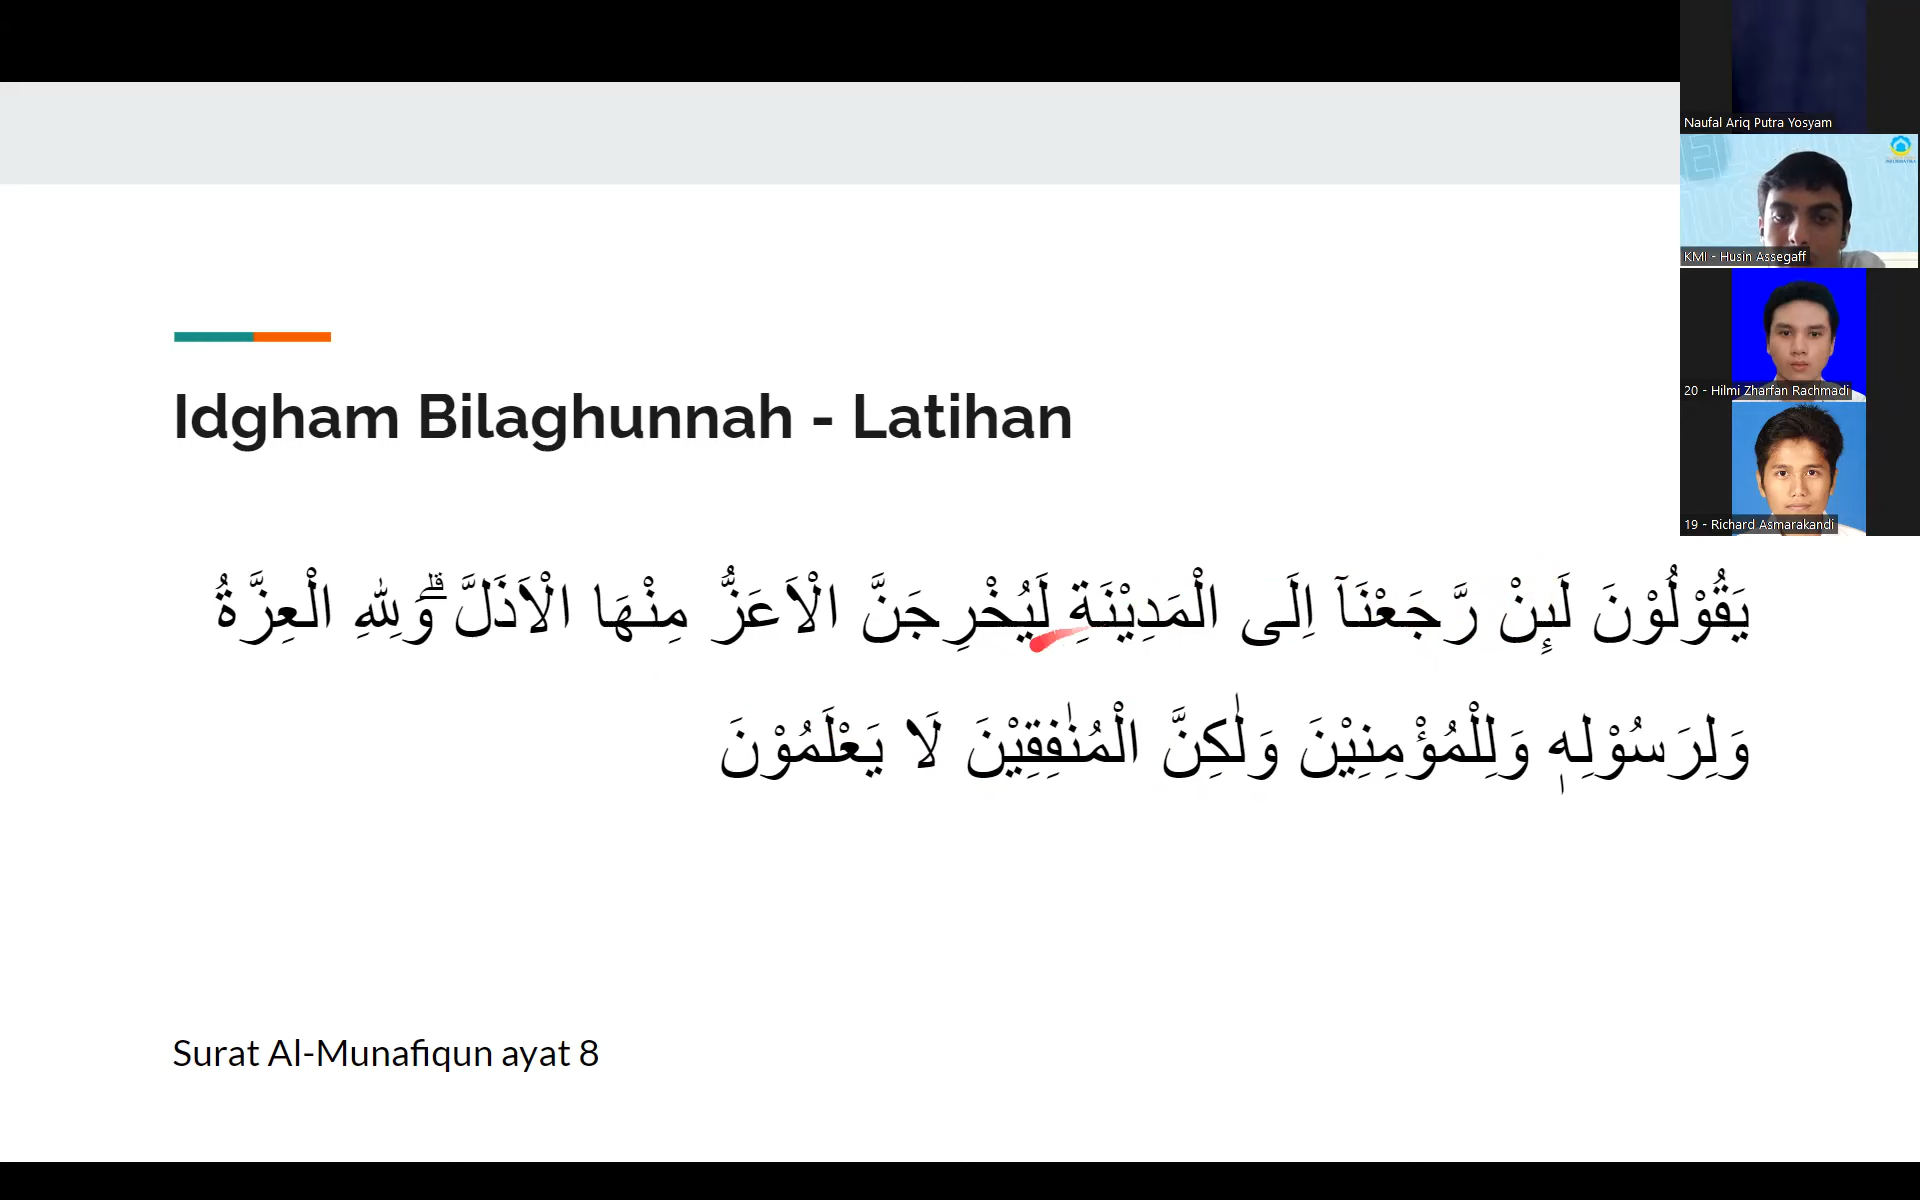 Naufal Ariq Putra Yosyam
KMI - Husin Assegaff
20 - Hilmi Zharfan Rachmadi
19 - Richard Asmarakandi
Idgham Bilaghunnah - Latihan
يَقُوْلُوْنَ لَىِٕنْ رَّجَعْنَآ اِلَى الْمَدِيْنَةِ لَيُخْرِجَنَّ الْاَعَزُّ مِنْهَا الْاَذَلَّ ۗوَلِلّٰهِ الْعِزَّةُ
وَلِرَسُوْلِهٖ وَلِلْمُؤْمِنِيْنَ وَلٰكِنَّ الْمُنٰفِقِيْنَ لَا يَعْلَمُوْنَ
Surat Al-Munafiqun ayat 8